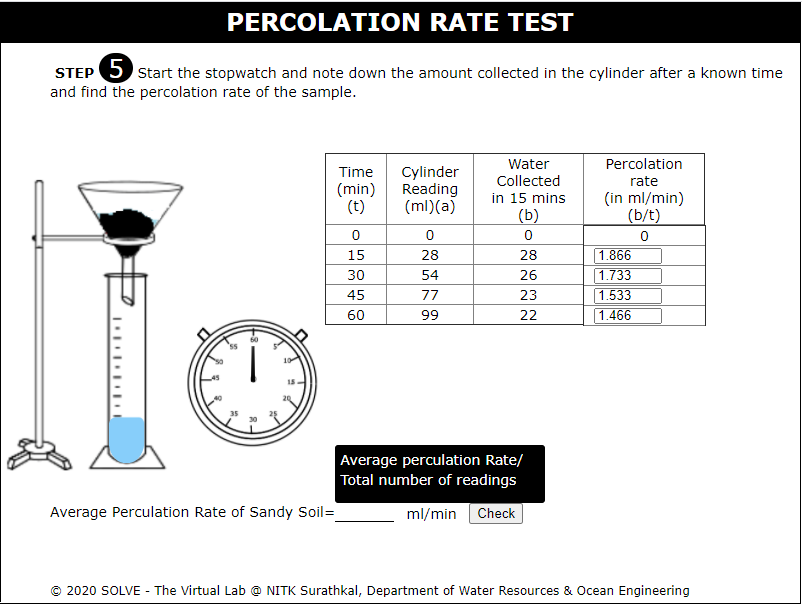 PERCOLATION RATE TEST
STEP 5 Start the stopwatch and note down the amount collected in the cylinder after a known time
and find the percolation rate of the sample.
Time (min) (t) Cylinder Reading (ml)(a) Water Collected in 15 mins (b) Percolation rate (in ml/min) (b/t)
0 0 0 0
15 28 28 1.866
30 54 26 1.733
45 77 23 1.533
60 99 22 1.466
60
55 5
50 10
45 15
40 20
35 25
30
Average perculation Rate/
Total number of readings
Average Perculation Rate of Sandy Soil= ml/min Check
© 2020 SOLVE - The Virtual Lab @ NITK Surathkal, Department of Water Resources & Ocean Engineering